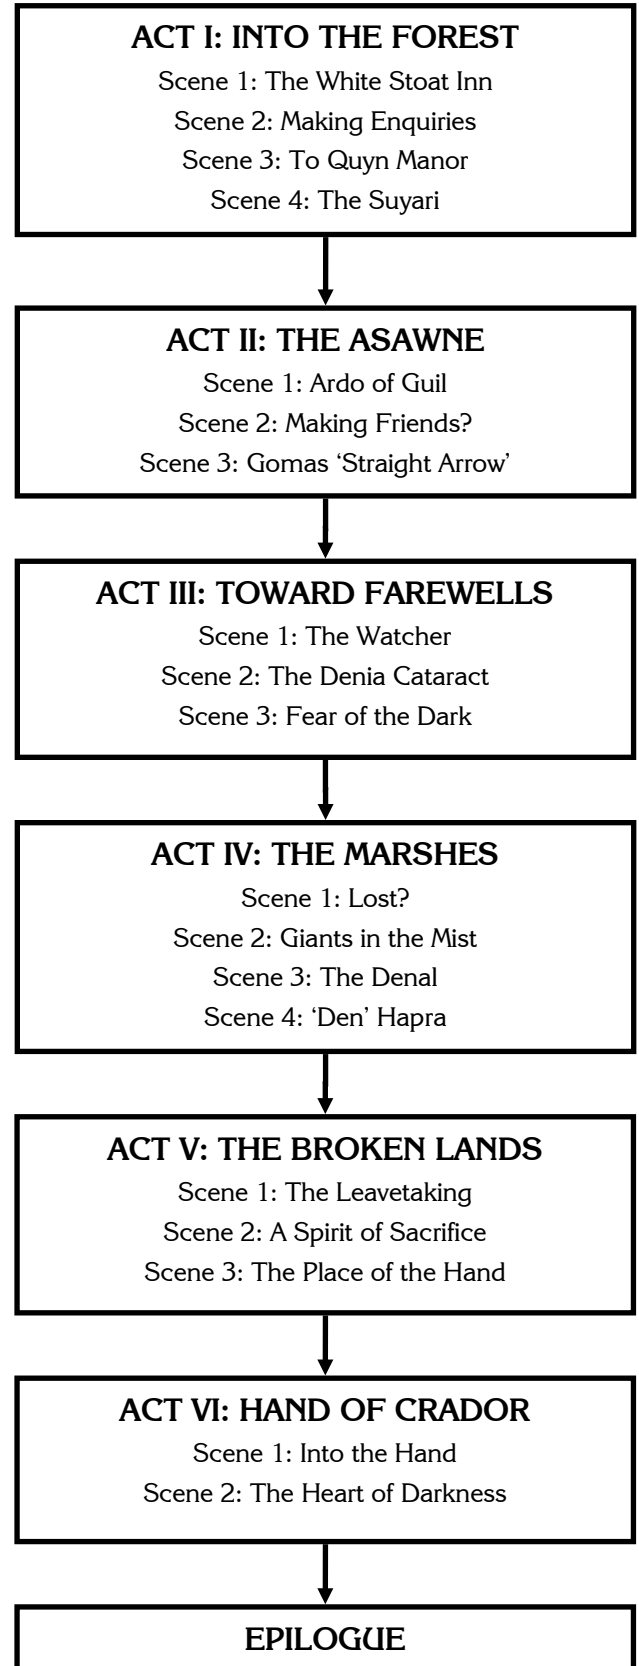 ACT I: INTO THE FOREST
Scene 1: The White Stoat Inn
Scene 2: Making Enquiries
Scene 3: To Quyn Manor
Scene 4: The Suyari
ACT II: THE ASAWNE
Scene 1: Ardo of Guil
Scene 2: Making Friends?
Scene 3: Gomas ‘Straight Arrow’
ACT III: TOWARD FAREWELLS
Scene 1: The Watcher
Scene 2: The Denia Cataract
Scene 3: Fear of the Dark
ACT IV: THE MARSHES
Scene 1: Lost?
Scene 2: Giants in the Mist
Scene 3: The Denal
Scene 4: ‘Den’ Hapra
ACT V: THE BROKEN LANDS
Scene 1: The Leavetaking
Scene 2: A Spirit of Sacrifice
Scene 3: The Place of the Hand
ACT VI: HAND OF CRADOR
Scene 1: Into the Hand
Scene 2: The Heart of Darkness
EPILOGUE